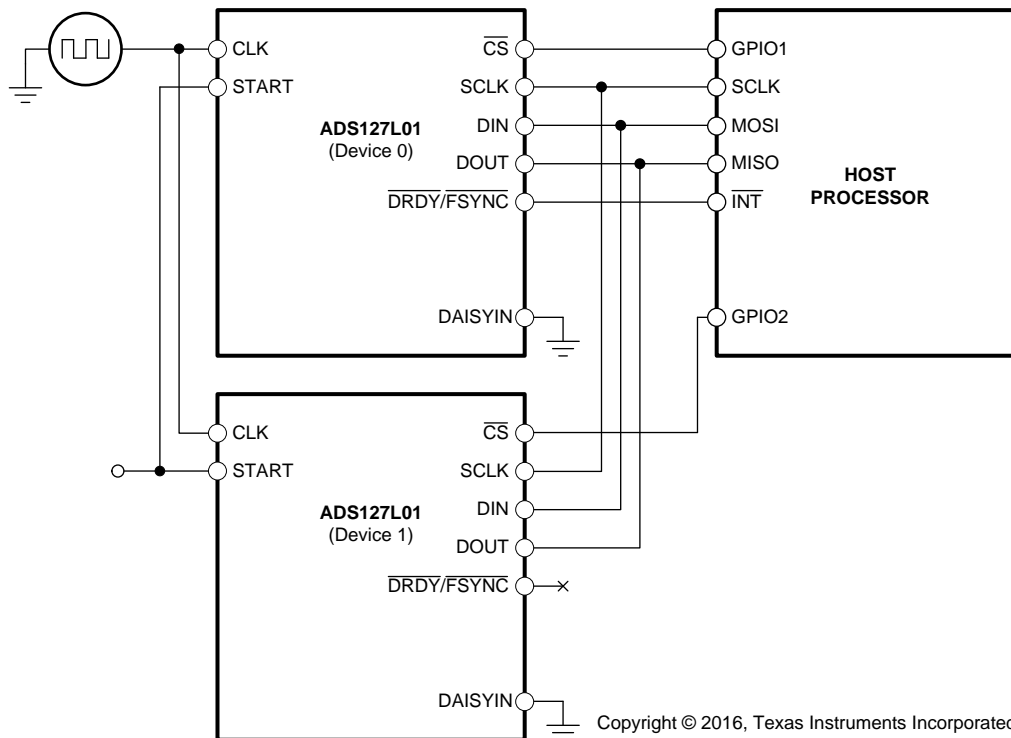 CLK
START
ADS127L01
(Device 0)
CS
SCLK
DIN
DOUT
DRDY/FSYNC
DAISYIN
GPIO1
SCLK
MOSI
MISO
INT
GPIO2
HOST
PROCESSOR
CLK
START
ADS127L01
(Device 1)
CS
SCLK
DIN
DOUT
DRDY/FSYNC
DAISYIN
Copyright © 2016, Texas Instruments Incorporated